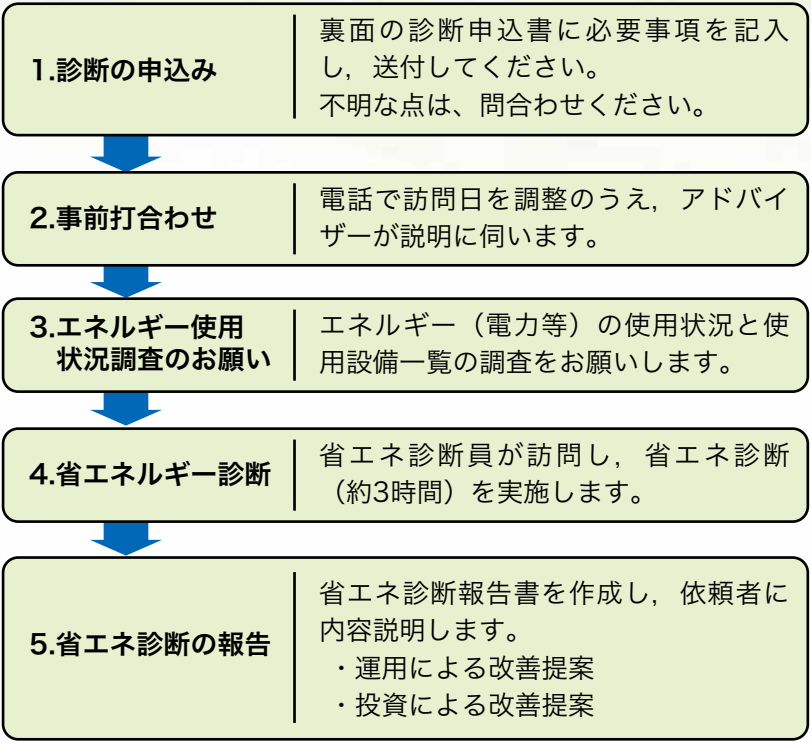 1.診断の申込み
裏面の診断申込書に必要事項を記入
し，送付してください。
不明な点は、問合わせください。
2.事前打合わせ
電話で訪問日を調整のうえ，アドバイ
ザーが説明に伺います。
3.エネルギー使用
状況調査のお願い
エネルギー（電力等）の使用状況と使
用設備一覧の調査をお願いします。
4.省エネルギー診断
省エネ診断員が訪問し，省エネ診断
（約3時間）を実施します。
5.省エネ診断の報告
省エネ診断報告書を作成し，依頼者に
内容説明します。
・運用による改善提案
・投資による改善提案